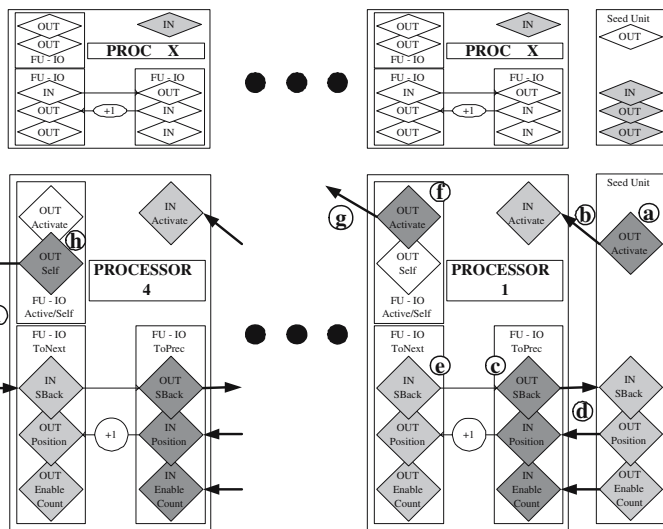 OUT
OUT
FU - IO
IN
PROC X
FU - IO
IN
OUT
OUT
+1
FU - IO
OUT
IN
IN
OUT
OUT
FU - IO
IN
PROC X
FU - IO
IN
OUT
OUT
+1
FU - IO
OUT
IN
IN
Seed Unit
OUT
IN
OUT
OUT
OUT
Activate
OUT
Self
h
FU - IO
Active/Self
IN
Activate
PROCESSOR
4
FU - IO
ToNext
IN
SBack
OUT
Position
OUT
Enable
Count
+1
FU - IO
ToPrec
OUT
SBack
IN
Position
IN
Enable
Count
g
f
OUT
Activate
OUT
Self
FU - IO
Active/Self
IN
Activate
b
PROCESSOR
1
FU - IO
ToNext
e
IN
SBack
OUT
Position
OUT
Enable
Count
+1
FU - IO
ToPrec
c
OUT
SBack
IN
Position
IN
Enable
Count
d
Seed Unit
a
OUT
Activate
IN
SBack
OUT
Position
OUT
Enable
Count